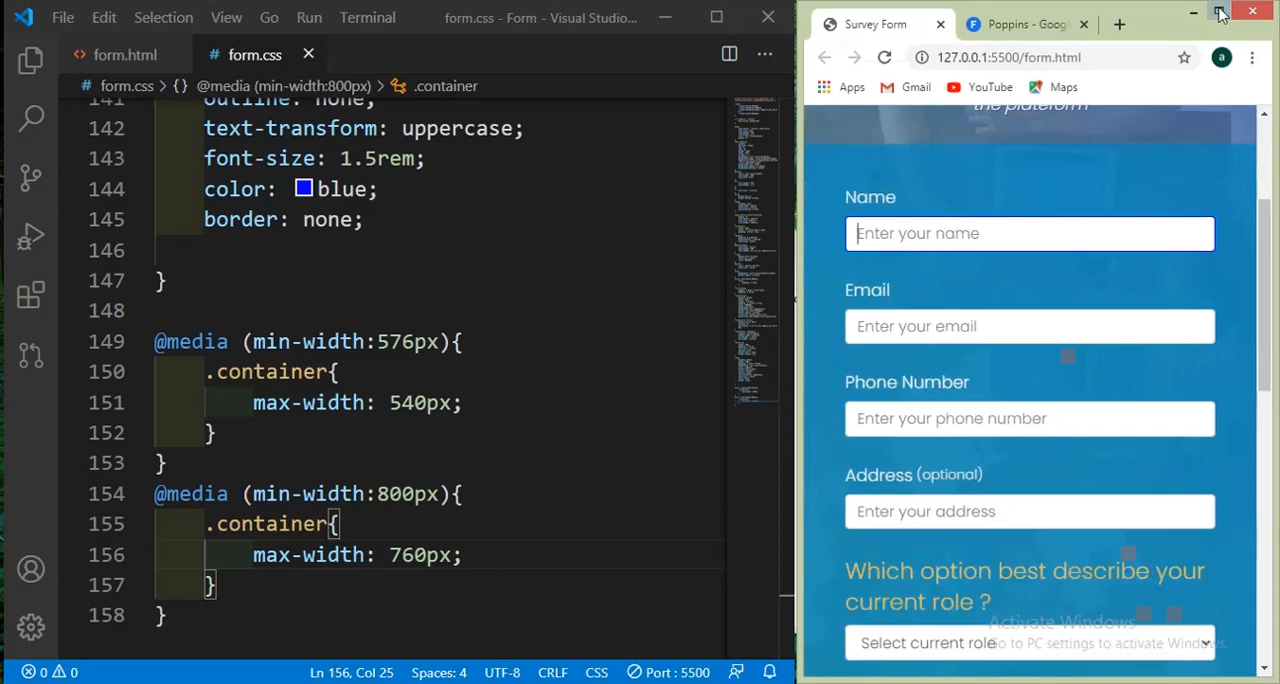 File Edit Selection View Go Run Terminal form.css - Form - Visual Studio...
form.html # form.css
# form.css > {} @media (min-width:800px) > .container
141 outline: none;
142 text-transform: uppercase;
143 font-size: 1.5rem;
144 color: blue;
145 border: none;
146
147 }
148
149 @media (min-width:576px){
150 .container{
151 max-width: 540px;
152 }
153 }
154 @media (min-width:800px){
155 .container{
156 max-width: 760px;
157 }
158 }
0 0 Ln 156, Col 25 Spaces: 4 UTF-8 CRLF CSS Port : 5500
Survey Form Poppins - Goog
127.0.0.1:5500/form.html a
Apps Gmail YouTube Maps
the plateform
Name
Enter your name
Email
Enter your email
Phone Number
Enter your phone number
Address (optional)
Enter your address
Which option best describe your
current role ?
Select current role
Activate Windows
Go to PC settings to activate Windows.